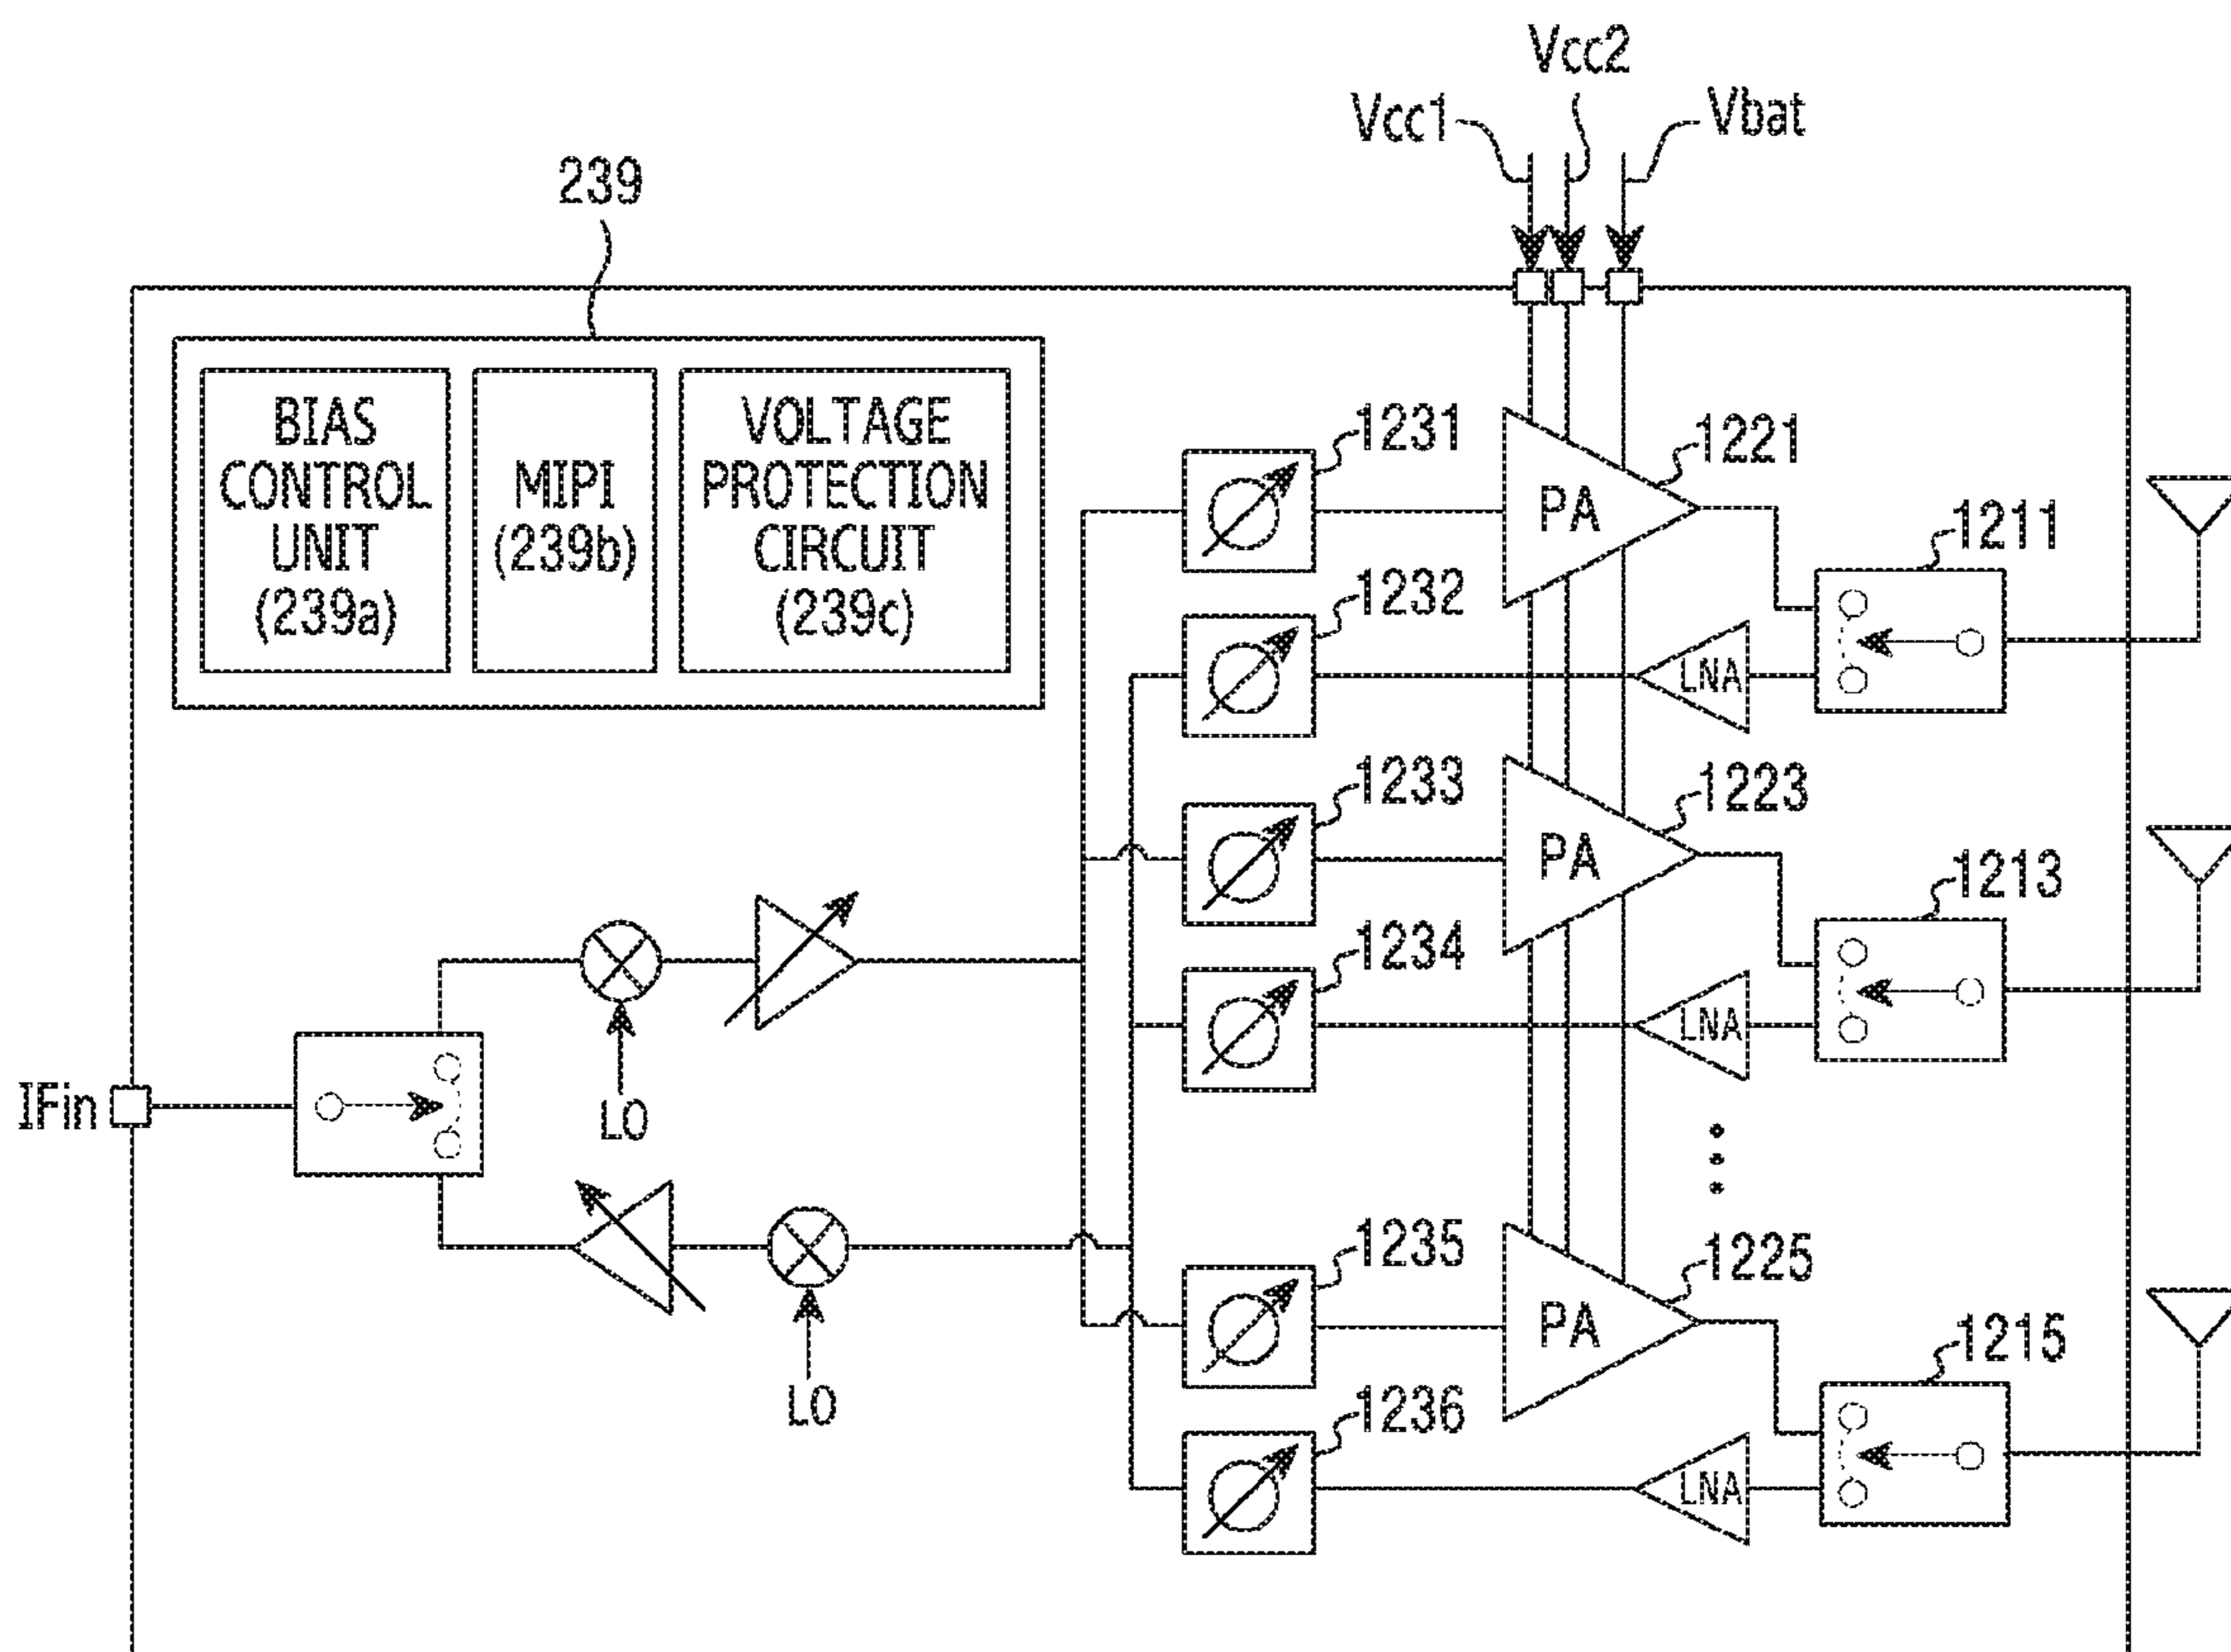 Vcc2
Vcc1
Vbat
239
BIAS
CONTROL
UNIT
(239a)
MIPI
(239b)
VOLTAGE
PROTECTION
CIRCUIT
(239c)
1231
PA
1221
1211
1232
LNA
1233
PA
1223
1213
1234
LNA
IFin
LO
LO
1235
PA
1225
1215
1236
LNA